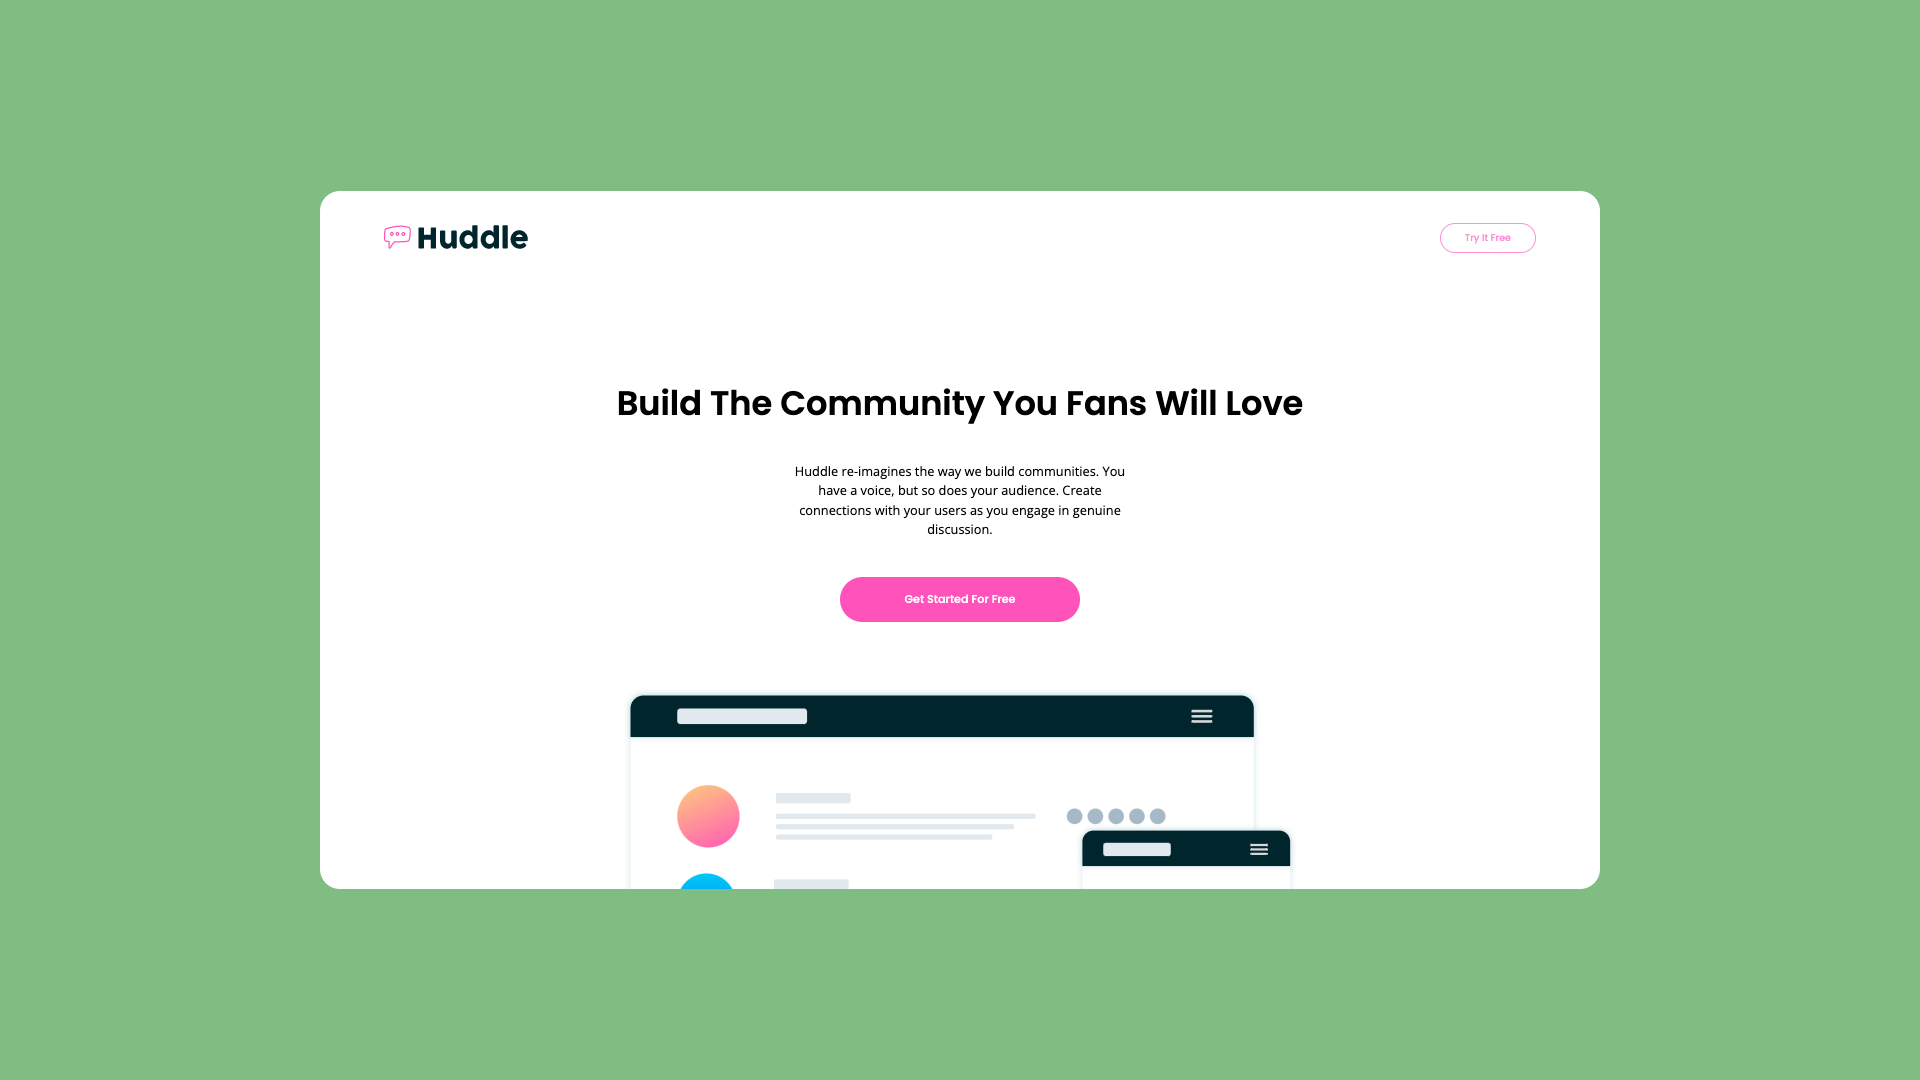 Huddle
Try It Free
Build The Community You Fans Will Love
Huddle re-imagines the way we build communities. You
have a voice, but so does your audience. Create
connections with your users as you engage in genuine
discussion.
Get Started For Free